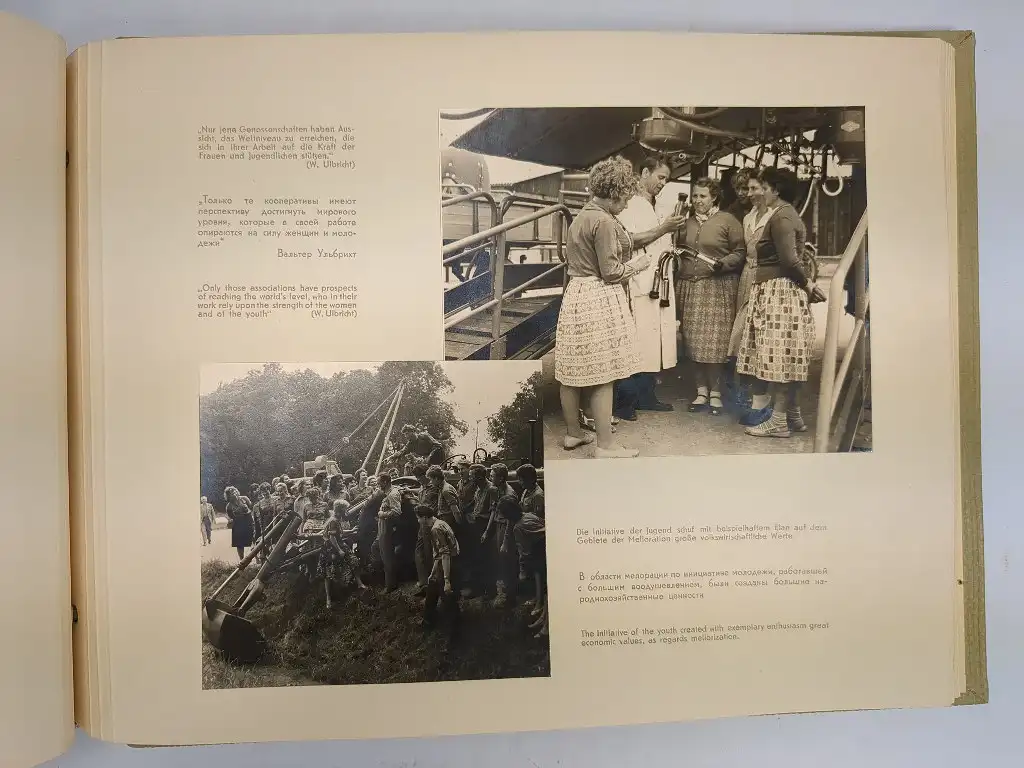 „Nur jene Genossenschaften haben Aus-
sicht, das Weltniveau zu erreichen, die
sich in ihrer Arbeit auf die Kraft der
Frauen und Jugendlichen stützen."
(W. Ulbricht)
„Только те кооперативы имеют
перспективу достигнуть мирового
уровня, которые в своей работе
опираются на силу женщин и моло-
дежи"
Вальтер Ульбрихт
„Only those associations have prospects
of reaching the world's level, who in their
work rely upon the strength of the women
and of the youth" (W. Ulbricht)
Die Initiative der Jugend schuf mit beispielhaftem Elan auf dem
Gebiete der Melioration große volkswirtschaftliche Werte.
В области мелорации по инициативе молодежи, работавшей
с большим воодушевлением, были созданы большие на-
роднохозяйственные ценности
The initiative of the youth created with exemplary enthusiasm great
economic values, as regards meliorization.